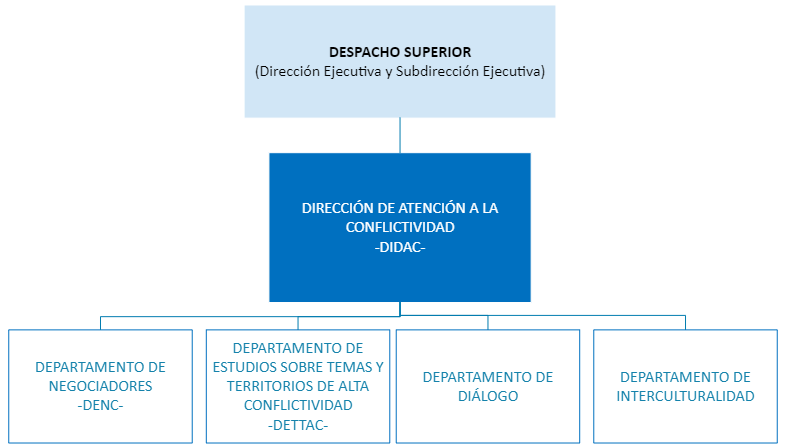 DESPACHO SUPERIOR
(Dirección Ejecutiva y Subdirección Ejecutiva)
DIRECCIÓN DE ATENCIÓN A LA
CONFLICTIVIDAD
-DIDAC-
DEPARTAMENTO DE
NEGOCIADORES
-DENC-
DEPARTAMENTO DE
ESTUDIOS SOBRE TEMAS Y
TERRITORIOS DE ALTA
CONFLICTIVIDAD
-DETTAC-
DEPARTAMENTO DE
DIÁLOGO
DEPARTAMENTO DE
INTERCULTURALIDAD